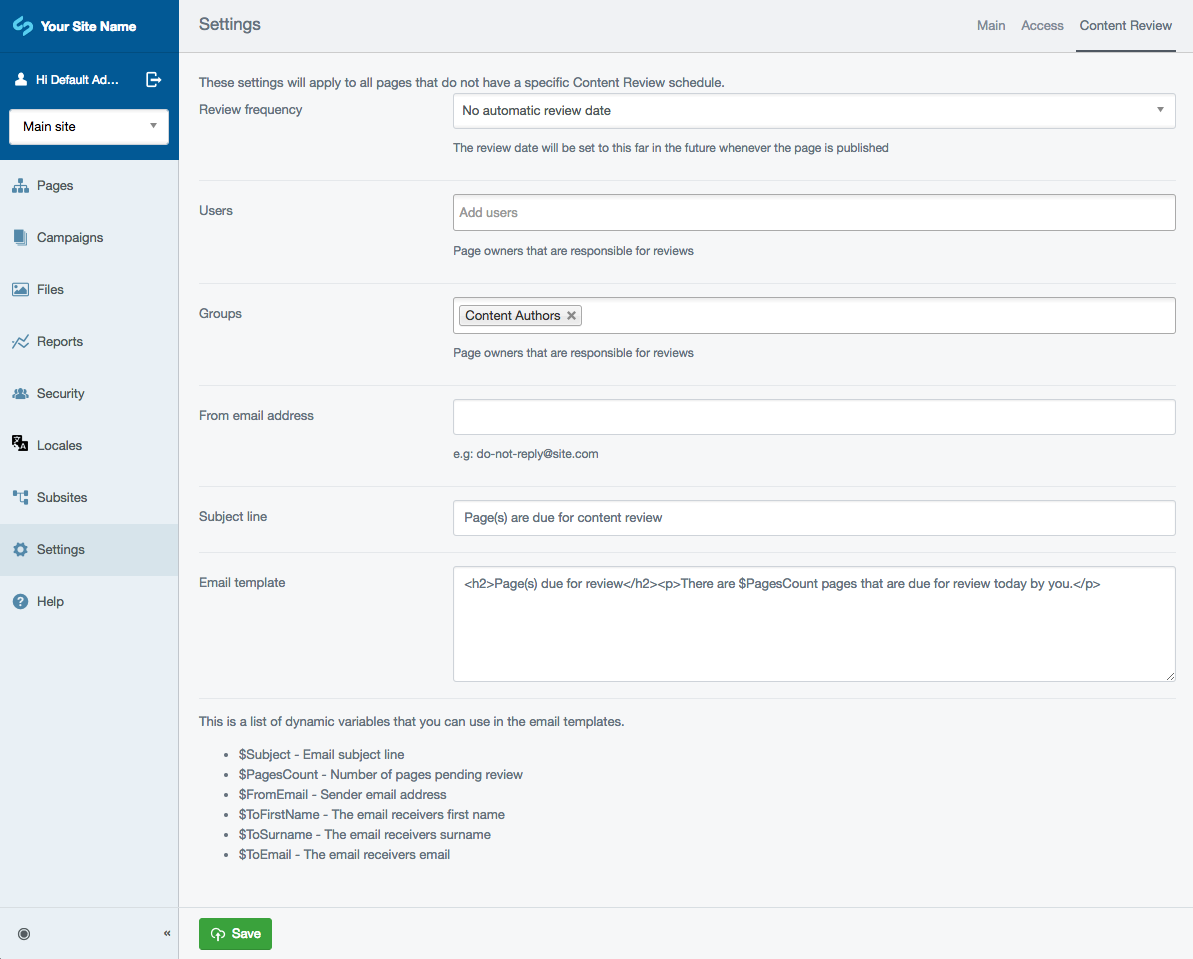 Your Site Name
Hi Default Ad...
Main site
Pages
Campaigns
Files
Reports
Security
Locales
Subsites
Settings
Help
«
Settings
Main Access Content Review
These settings will apply to all pages that do not have a specific Content Review schedule.
Review frequency
No automatic review date
The review date will be set to this far in the future whenever the page is published
Users
Add users
Page owners that are responsible for reviews
Groups
Content Authors ×
Page owners that are responsible for reviews
From email address
e.g: do-not-reply@site.com
Subject line
Page(s) are due for content review
Email template
<h2>Page(s) due for review</h2><p>There are $PagesCount pages that are due for review today by you.</p>
This is a list of dynamic variables that you can use in the email templates.
• $Subject - Email subject line
• $PagesCount - Number of pages pending review
• $FromEmail - Sender email address
• $ToFirstName - The email receivers first name
• $ToSurname - The email receivers surname
• $ToEmail - The email receivers email
Save